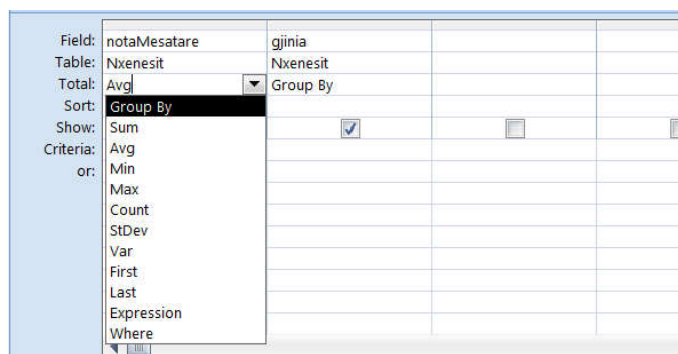 Field: notaMesatare gjinia
Table: Nxenesit Nxenesit
Total: Avg Group By
Sort: Group By
Show: Sum
Criteria: Avg
or: Min
Max
Count
StDev
Var
First
Last
Expression
Where